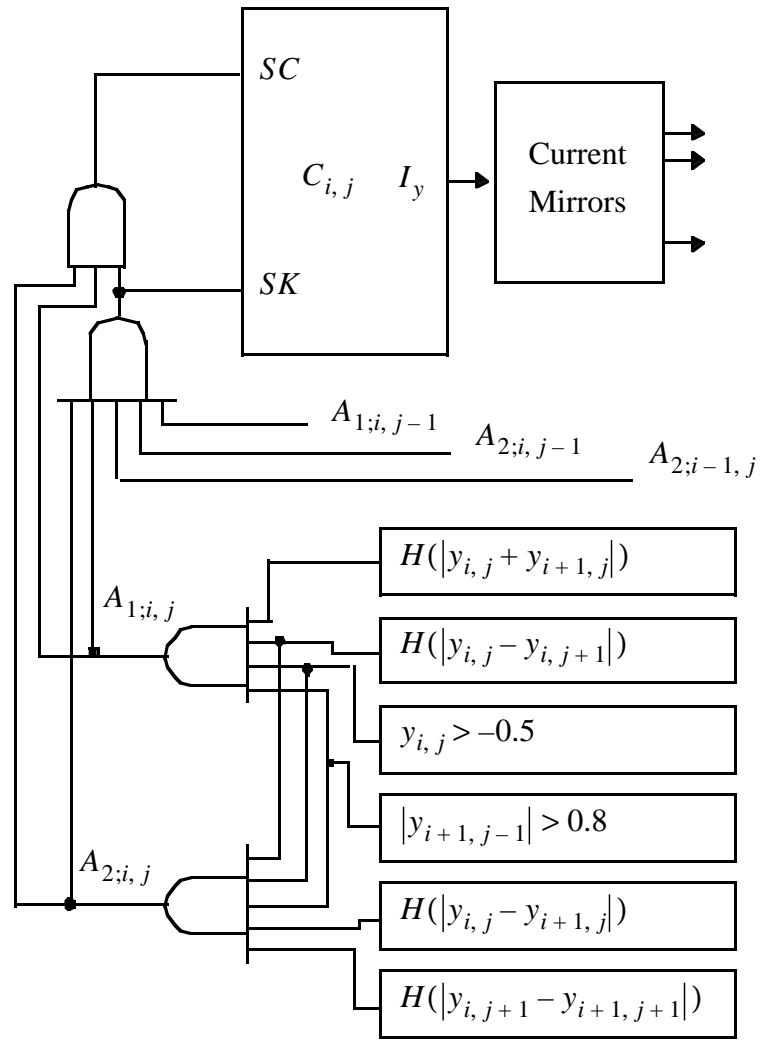 SC
C_{i, j} I_y
Current
Mirrors
SK
A_{1;i, j – 1}
A_{2;i, j – 1}
A_{2;i – 1, j}
H(|y_{i, j} + y_{i + 1, j}|)
A_{1;i, j}
H(|y_{i, j} – y_{i, j + 1}|)
y_{i, j} > –0.5
|y_{i + 1, j – 1}| > 0.8
A_{2;i, j}
H(|y_{i, j} – y_{i + 1, j}|)
H(|y_{i, j + 1} – y_{i + 1, j + 1}|)